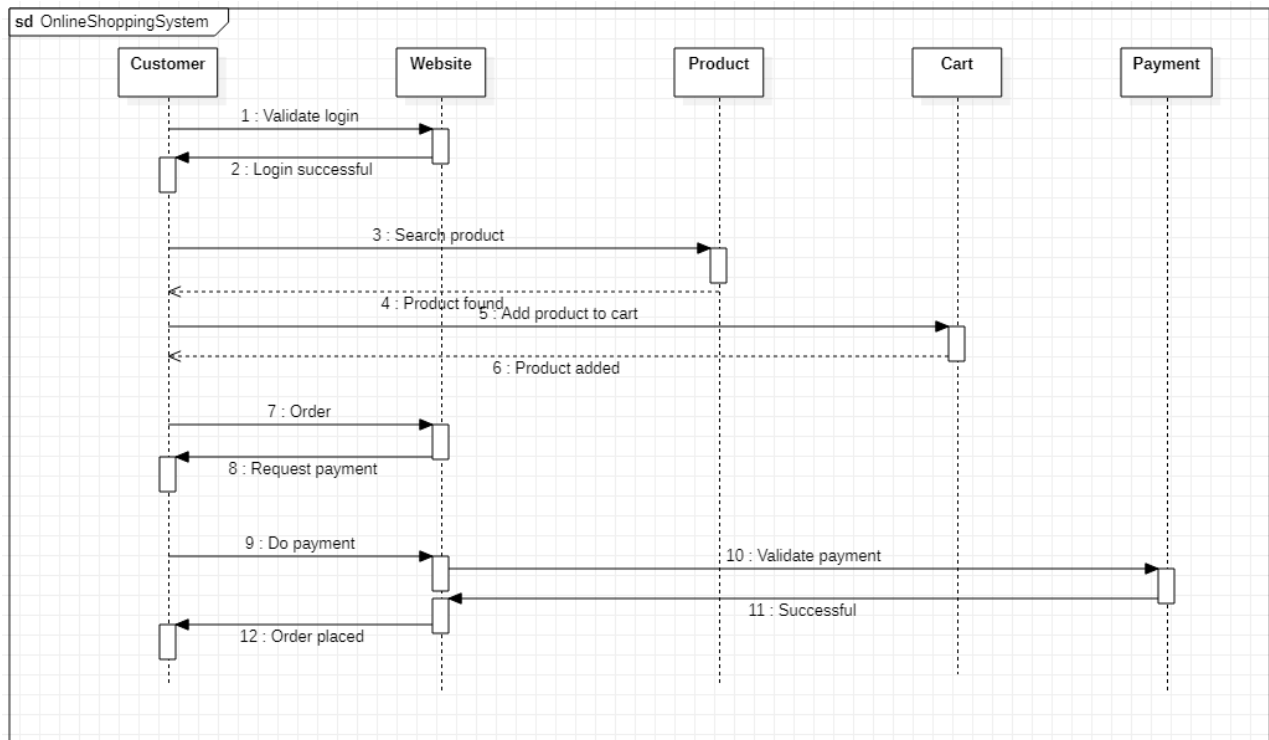 sd OnlineShoppingSystem
Customer
Website
Product
Cart
Payment
1 : Validate login
2 : Login successful
3 : Search product
4 : Product found
5 : Add product to cart
6 : Product added
7 : Order
8 : Request payment
9 : Do payment
10 : Validate payment
11 : Successful
12 : Order placed